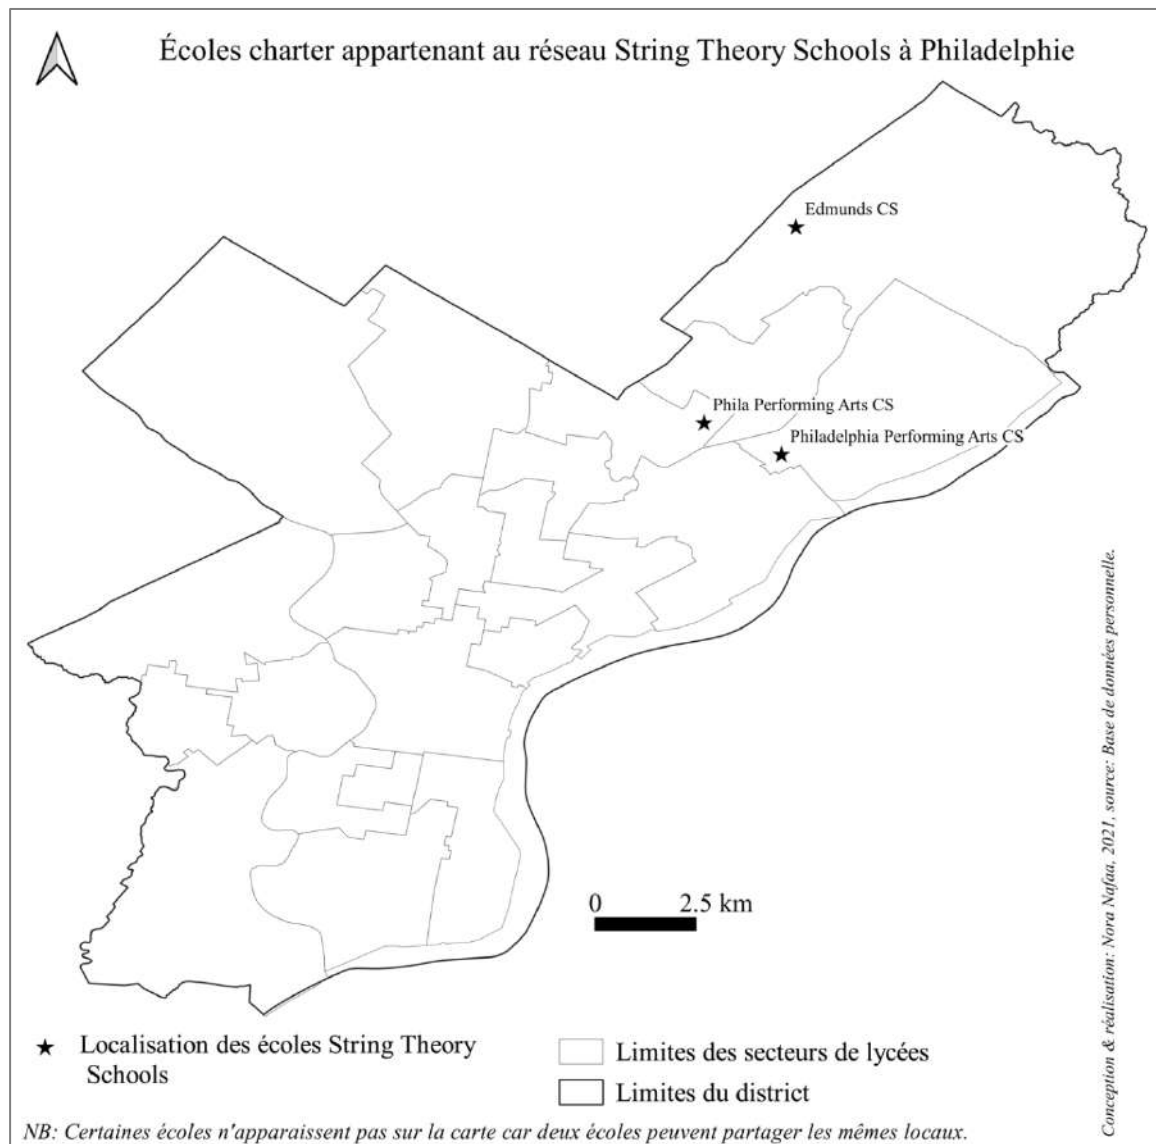 Écoles charter appartenant au réseau String Theory Schools à Philadelphie
Edmunds CS
Phila Performing Arts CS
Philadelphia Performing Arts CS
0 2.5 km
Conception & réalisation: Nora Nafaa, 2021, source: Base de données personnelle.
Localisation des écoles String Theory
Schools
Limites des secteurs de lycées
Limites du district
NB: Certaines écoles n'apparaissent pas sur la carte car deux écoles peuvent partager les mêmes locaux.